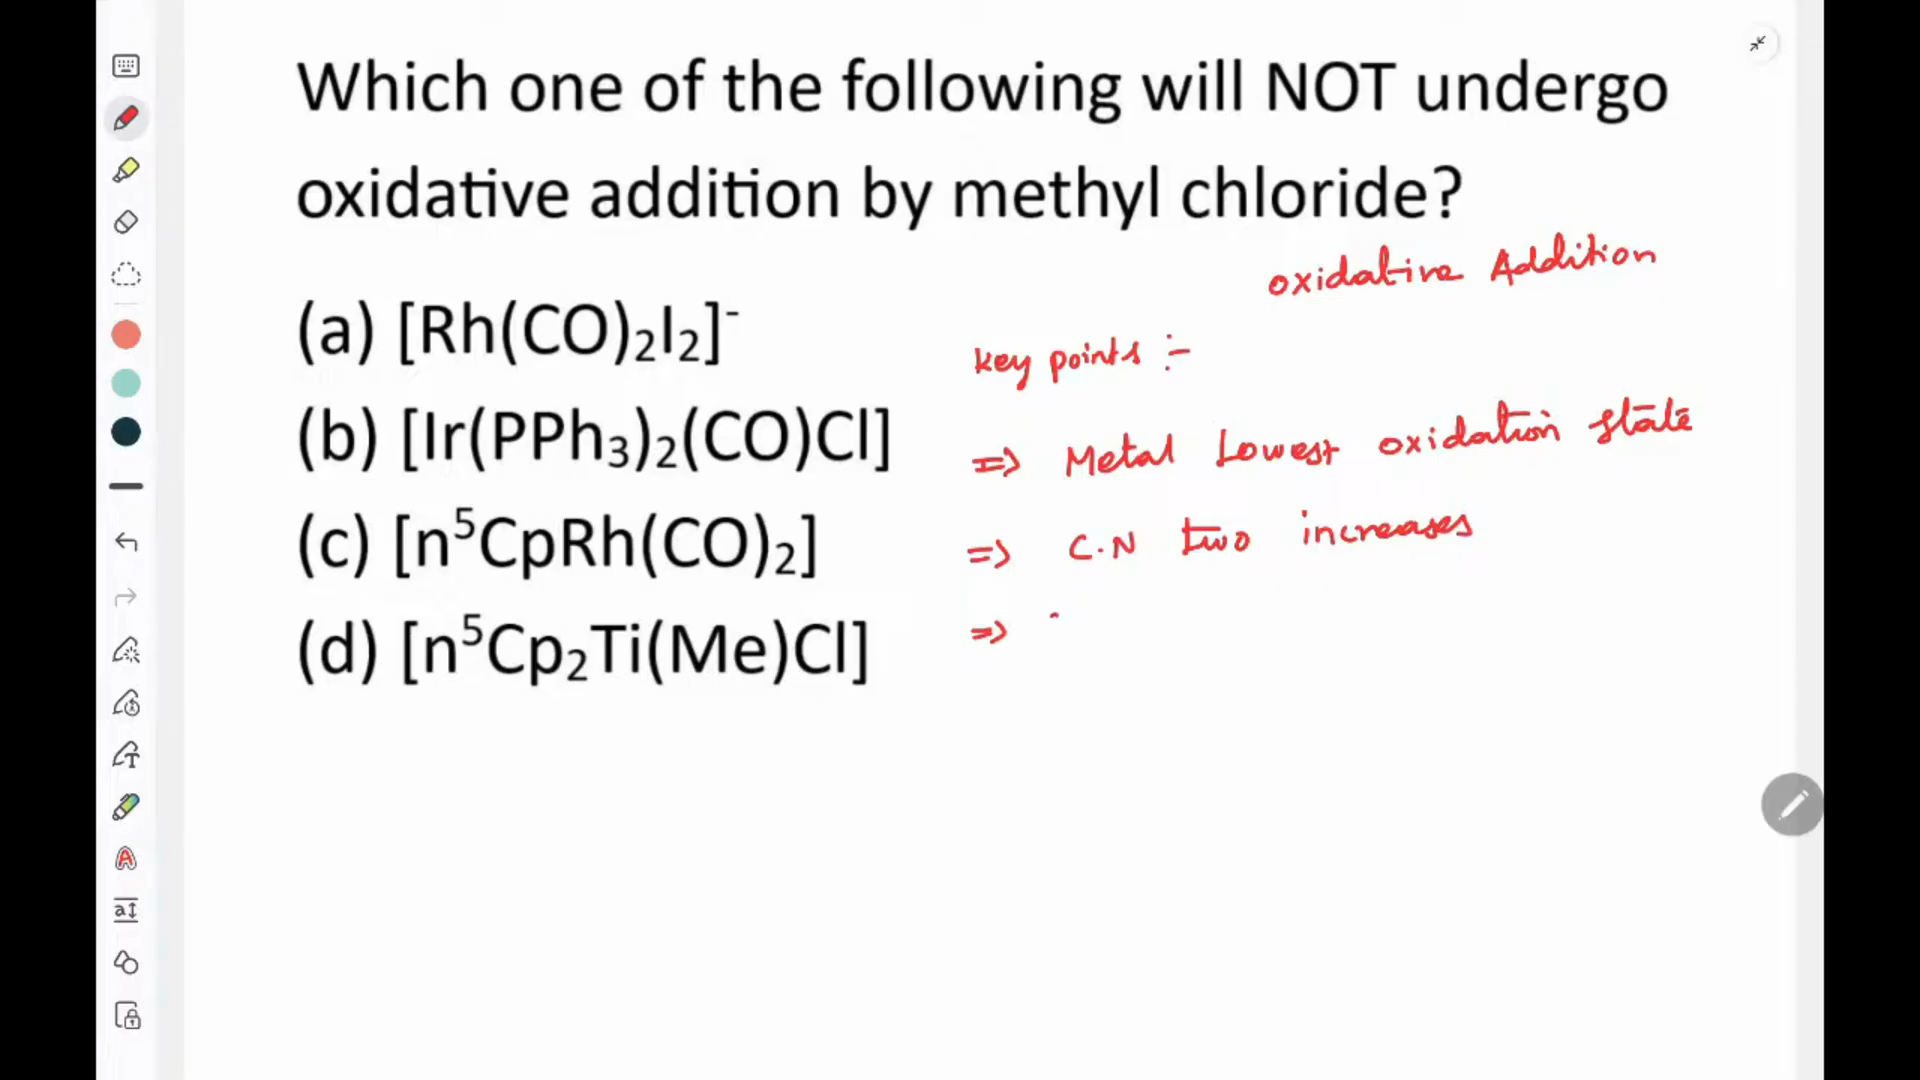 Which one of the following will NOT undergo
oxidative addition by methyl chloride?
oxidative Addition
(a) [Rh(CO)₂I₂]⁻
key points :-
(b) [Ir(PPh₃)₂(CO)Cl]
=> Metal Lowest oxidation state
(c) [n⁵CpRh(CO)₂]
=> C.N two increases
(d) [n⁵Cp₂Ti(Me)Cl]
=>